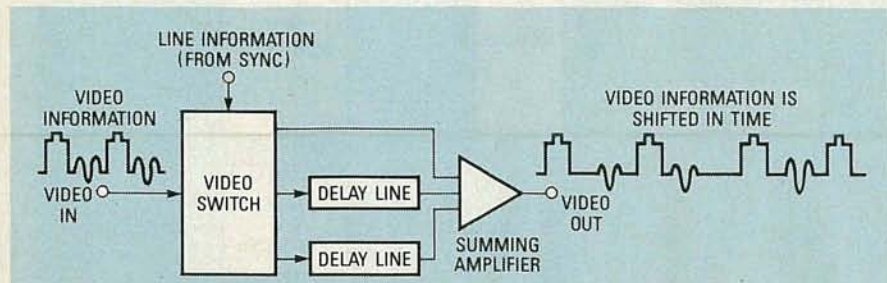 LINE INFORMATION
(FROM SYNC)
VIDEO
INFORMATION
VIDEO
IN
VIDEO
SWITCH
DELAY LINE
DELAY LINE
SUMMING
AMPLIFIER
VIDEO
OUT
VIDEO INFORMATION IS
SHIFTED IN TIME